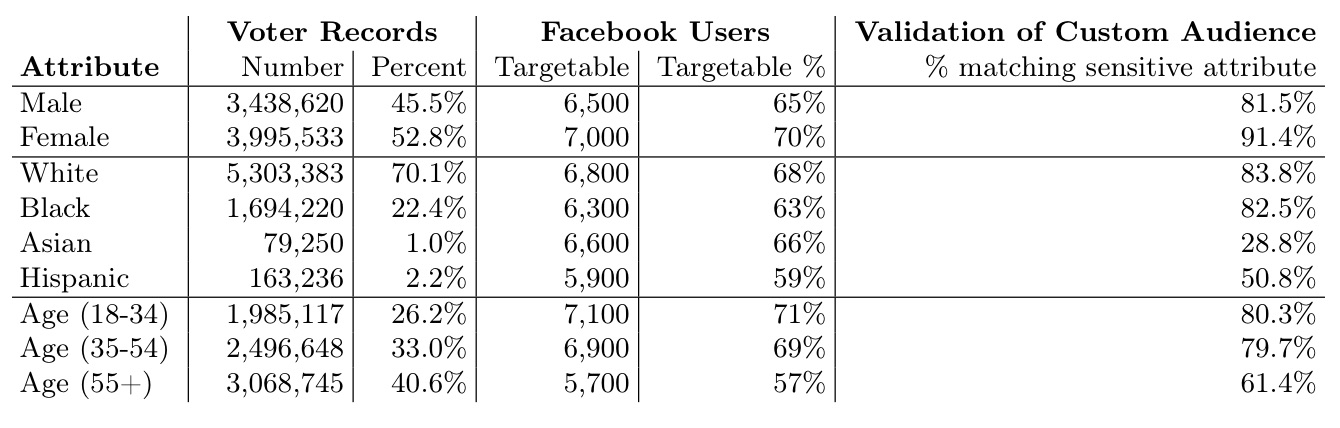 Voter Records Facebook Users Validation of Custom Audience
Attribute Number Percent Targetable Targetable % % matching sensitive attribute
Male 3,438,620 45.5% 6,500 65% 81.5%
Female 3,995,533 52.8% 7,000 70% 91.4%
White 5,303,383 70.1% 6,800 68% 83.8%
Black 1,694,220 22.4% 6,300 63% 82.5%
Asian 79,250 1.0% 6,600 66% 28.8%
Hispanic 163,236 2.2% 5,900 59% 50.8%
Age (18-34) 1,985,117 26.2% 7,100 71% 80.3%
Age (35-54) 2,496,648 33.0% 6,900 69% 79.7%
Age (55+) 3,068,745 40.6% 5,700 57% 61.4%